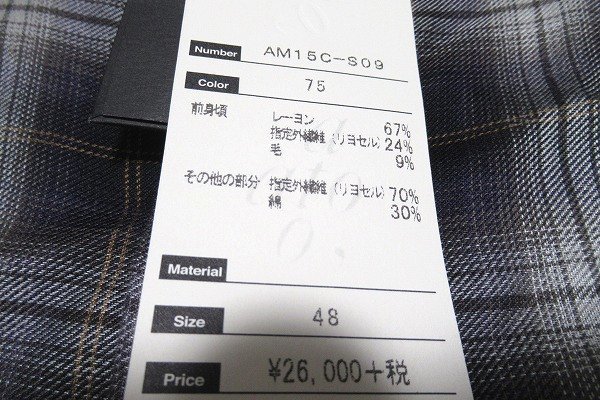 Number AM15C-S09
Color 75
前身頃 レーヨン 67%
指定外繊維(リヨセル) 24%
毛 9%
その他の部分 指定外繊維(リヨセル) 70%
綿 30%
Material
Size 48
Price ¥26,000+税